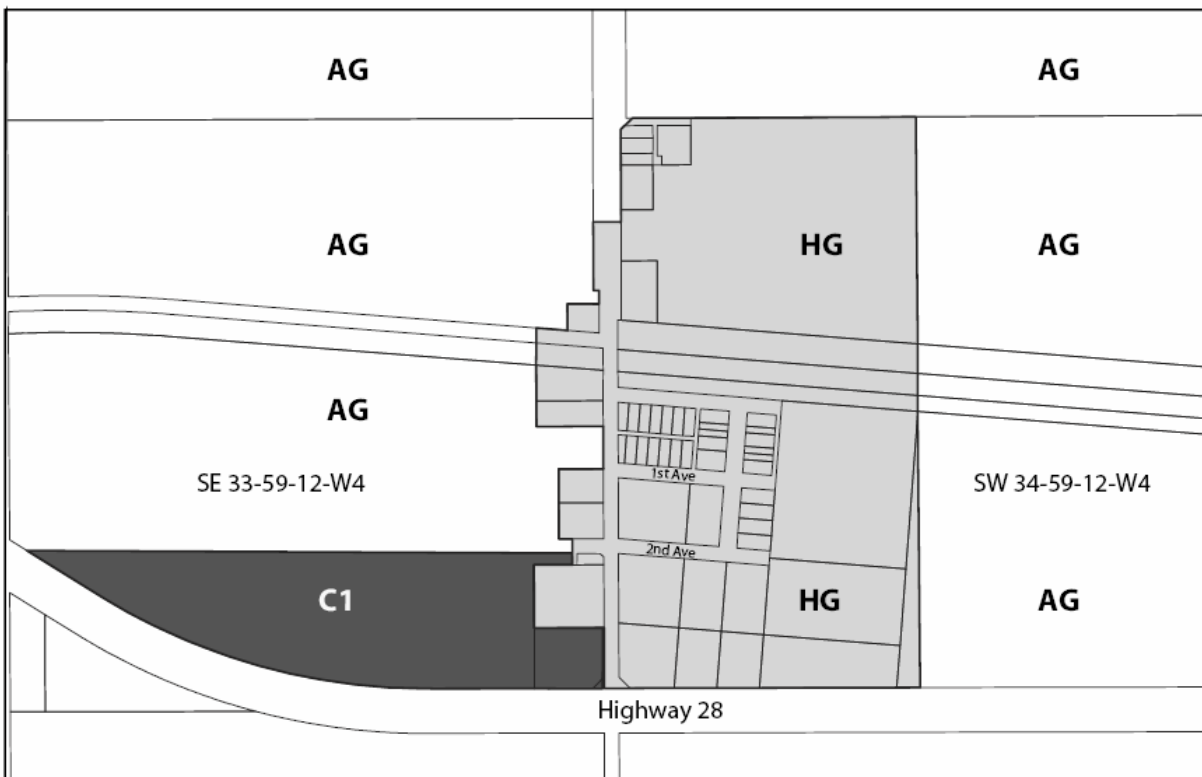 AG
AG
AG
HG
AG
AG
SE 33-59-12-W4
1st Ave
SW 34-59-12-W4
2nd Ave
C1
HG
AG
Highway 28